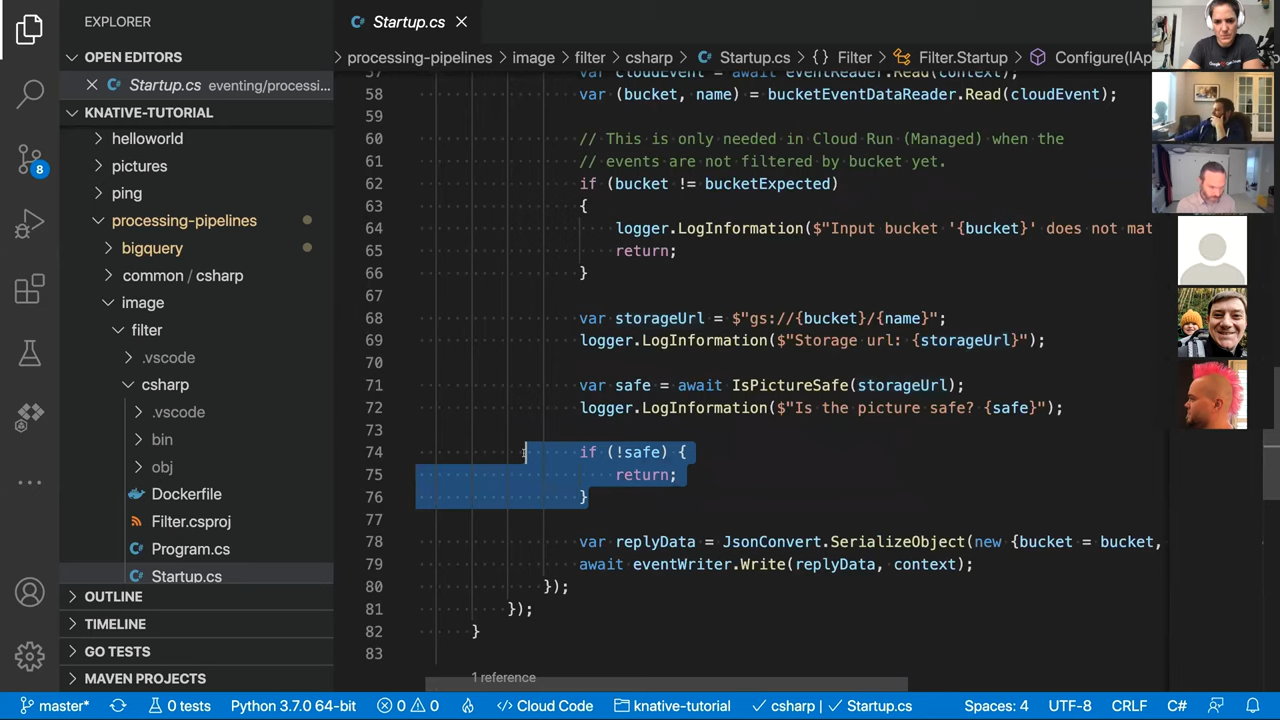 EXPLORER
OPEN EDITORS
Startup.cs eventing/processi...
KNATIVE-TUTORIAL
helloworld
pictures
ping
processing-pipelines
bigquery
common / csharp
image
filter
.vscode
csharp
.vscode
bin
obj
Dockerfile
Filter.csproj
Program.cs
Startup.cs
OUTLINE
TIMELINE
GO TESTS
MAVEN PROJECTS
8
Startup.cs
processing-pipelines > image > filter > csharp > Startup.cs > {} Filter > Filter.Startup > Configure(IAp
57 var cloudEvent = await eventReader.Read(context);
58 var (bucket, name) = bucketEventDataReader.Read(cloudEvent);
59
60 // This is only needed in Cloud Run (Managed) when the
61 // events are not filtered by bucket yet.
62 if (bucket != bucketExpected)
63 {
64 logger.LogInformation($"Input bucket '{bucket}' does not mat
65 return;
66 }
67
68 var storageUrl = $"gs://{bucket}/{name}";
69 logger.LogInformation($"Storage url: {storageUrl}");
70
71 var safe = await IsPictureSafe(storageUrl);
72 logger.LogInformation($"Is the picture safe? {safe}");
73
74 if (!safe) {
75 return;
76 }
77
78 var replyData = JsonConvert.SerializeObject(new {bucket = bucket,
79 await eventWriter.Write(replyData, context);
80 });
81 });
82 }
83
1 reference
master* 0 tests Python 3.7.0 64-bit 0 0 Cloud Code knative-tutorial csharp | Startup.cs Spaces: 4 UTF-8 CRLF C#